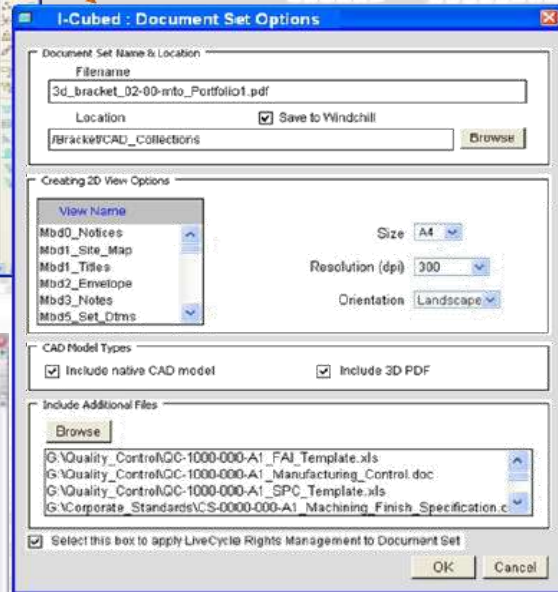 I-Cubed : Document Set Options
Document Set Name & Location
Filename
3d_bracket_02-00-mto_Portfolio1.pdf
Location
Save to Windchill
/Bracket/CAD_Collections
Browse
Creating 2D View Options
View Name
Mbd0_Notices
Mbd1_Site_Map
Mbd1_Titles
Mbd2_Envelope
Mbd3_Notes
Mbd5_Set_Dtms
Size A4
Resolution (dpi) 300
Orientation Landscape
CAD Model Types
Include native CAD model
Include 3D PDF
Include Additional Files
Browse
G:\Quality_Control\QC-1000-000-A1_FAI_Template.xls
G:\Quality_Control\QC-1000-000-A1_Manufacturing_Control.doc
G:\Quality_Control\QC-1000-000-A1_SPC_Template.xls
G:\Corporate_Standards\CS-0000-000-A1_Machining_Finish_Specification.c
Select this box to apply LiveCycle Rights Management to Document Set
OK
Cancel